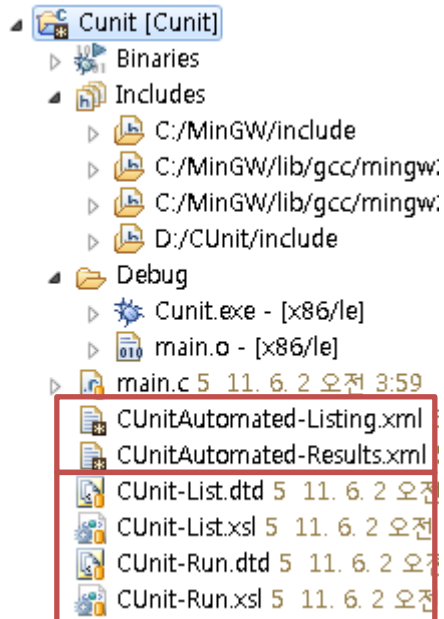 Cunit [Cunit]
Binaries
Includes
C:/MinGW/include
C:/MinGW/lib/gcc/mingw
C:/MinGW/lib/gcc/mingw
D:/CUnit/include
Debug
Cunit.exe - [x86/le]
main.o - [x86/le]
main.c 5 11. 6. 2 오전 3:59
CUnitAutomated-Listing.xml
CUnitAutomated-Results.xml
CUnit-List.dtd 5 11. 6. 2 오전
CUnit-List.xsl 5 11. 6. 2 오전
CUnit-Run.dtd 5 11. 6. 2 오전
CUnit-Run.xsl 5 11. 6. 2 오전